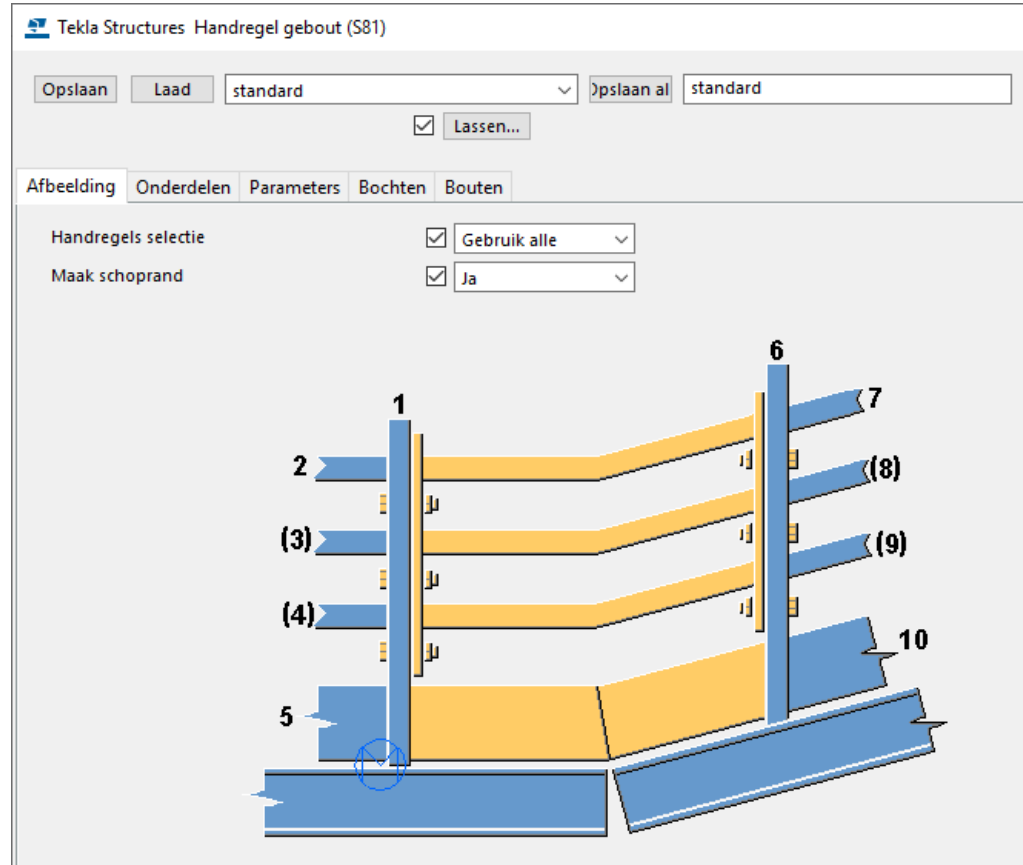 Tekla Structures Handregel gebout (S81)
Opslaan Laad standard Opslaan al standard
Lassen...
Afbeelding Onderdelen Parameters Bochten Bouten
Handregels selectie Gebruik alle
Maak schoprand Ja
6
1 7
2 (8)
(3) (9)
(4) 10
5